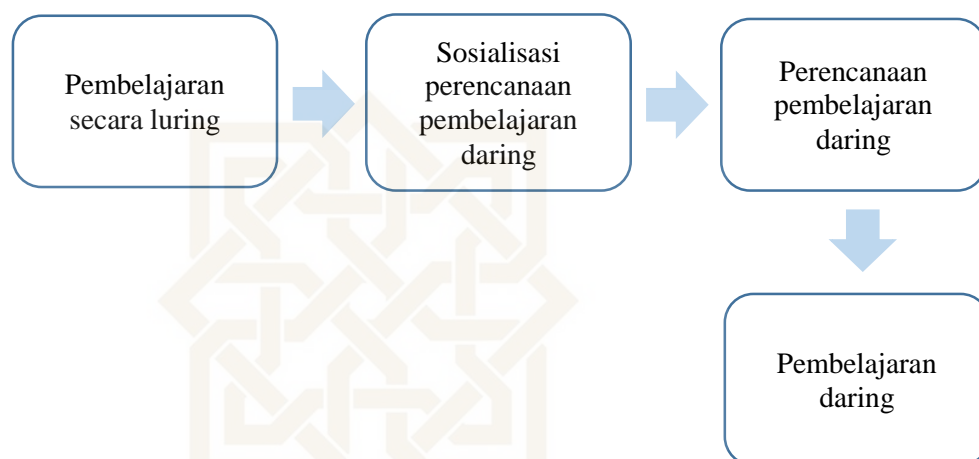 Pembelajaran
secara luring
Sosialisasi
perencanaan
pembelajaran
daring
Perencanaan
pembelajaran
daring
Pembelajaran
daring